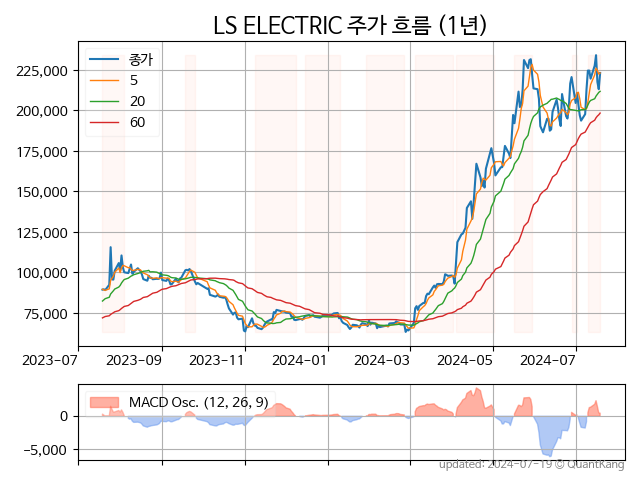 LS ELECTRIC 주가 흐름 (1년)
종가
5
20
60
225,000
200,000
175,000
150,000
125,000
100,000
75,000
2023-07 2023-09 2023-11 2024-01 2024-03 2024-05 2024-07
MACD Osc. (12, 26, 9)
0
−5,000
updated: 2024-07-19 © QuantKang